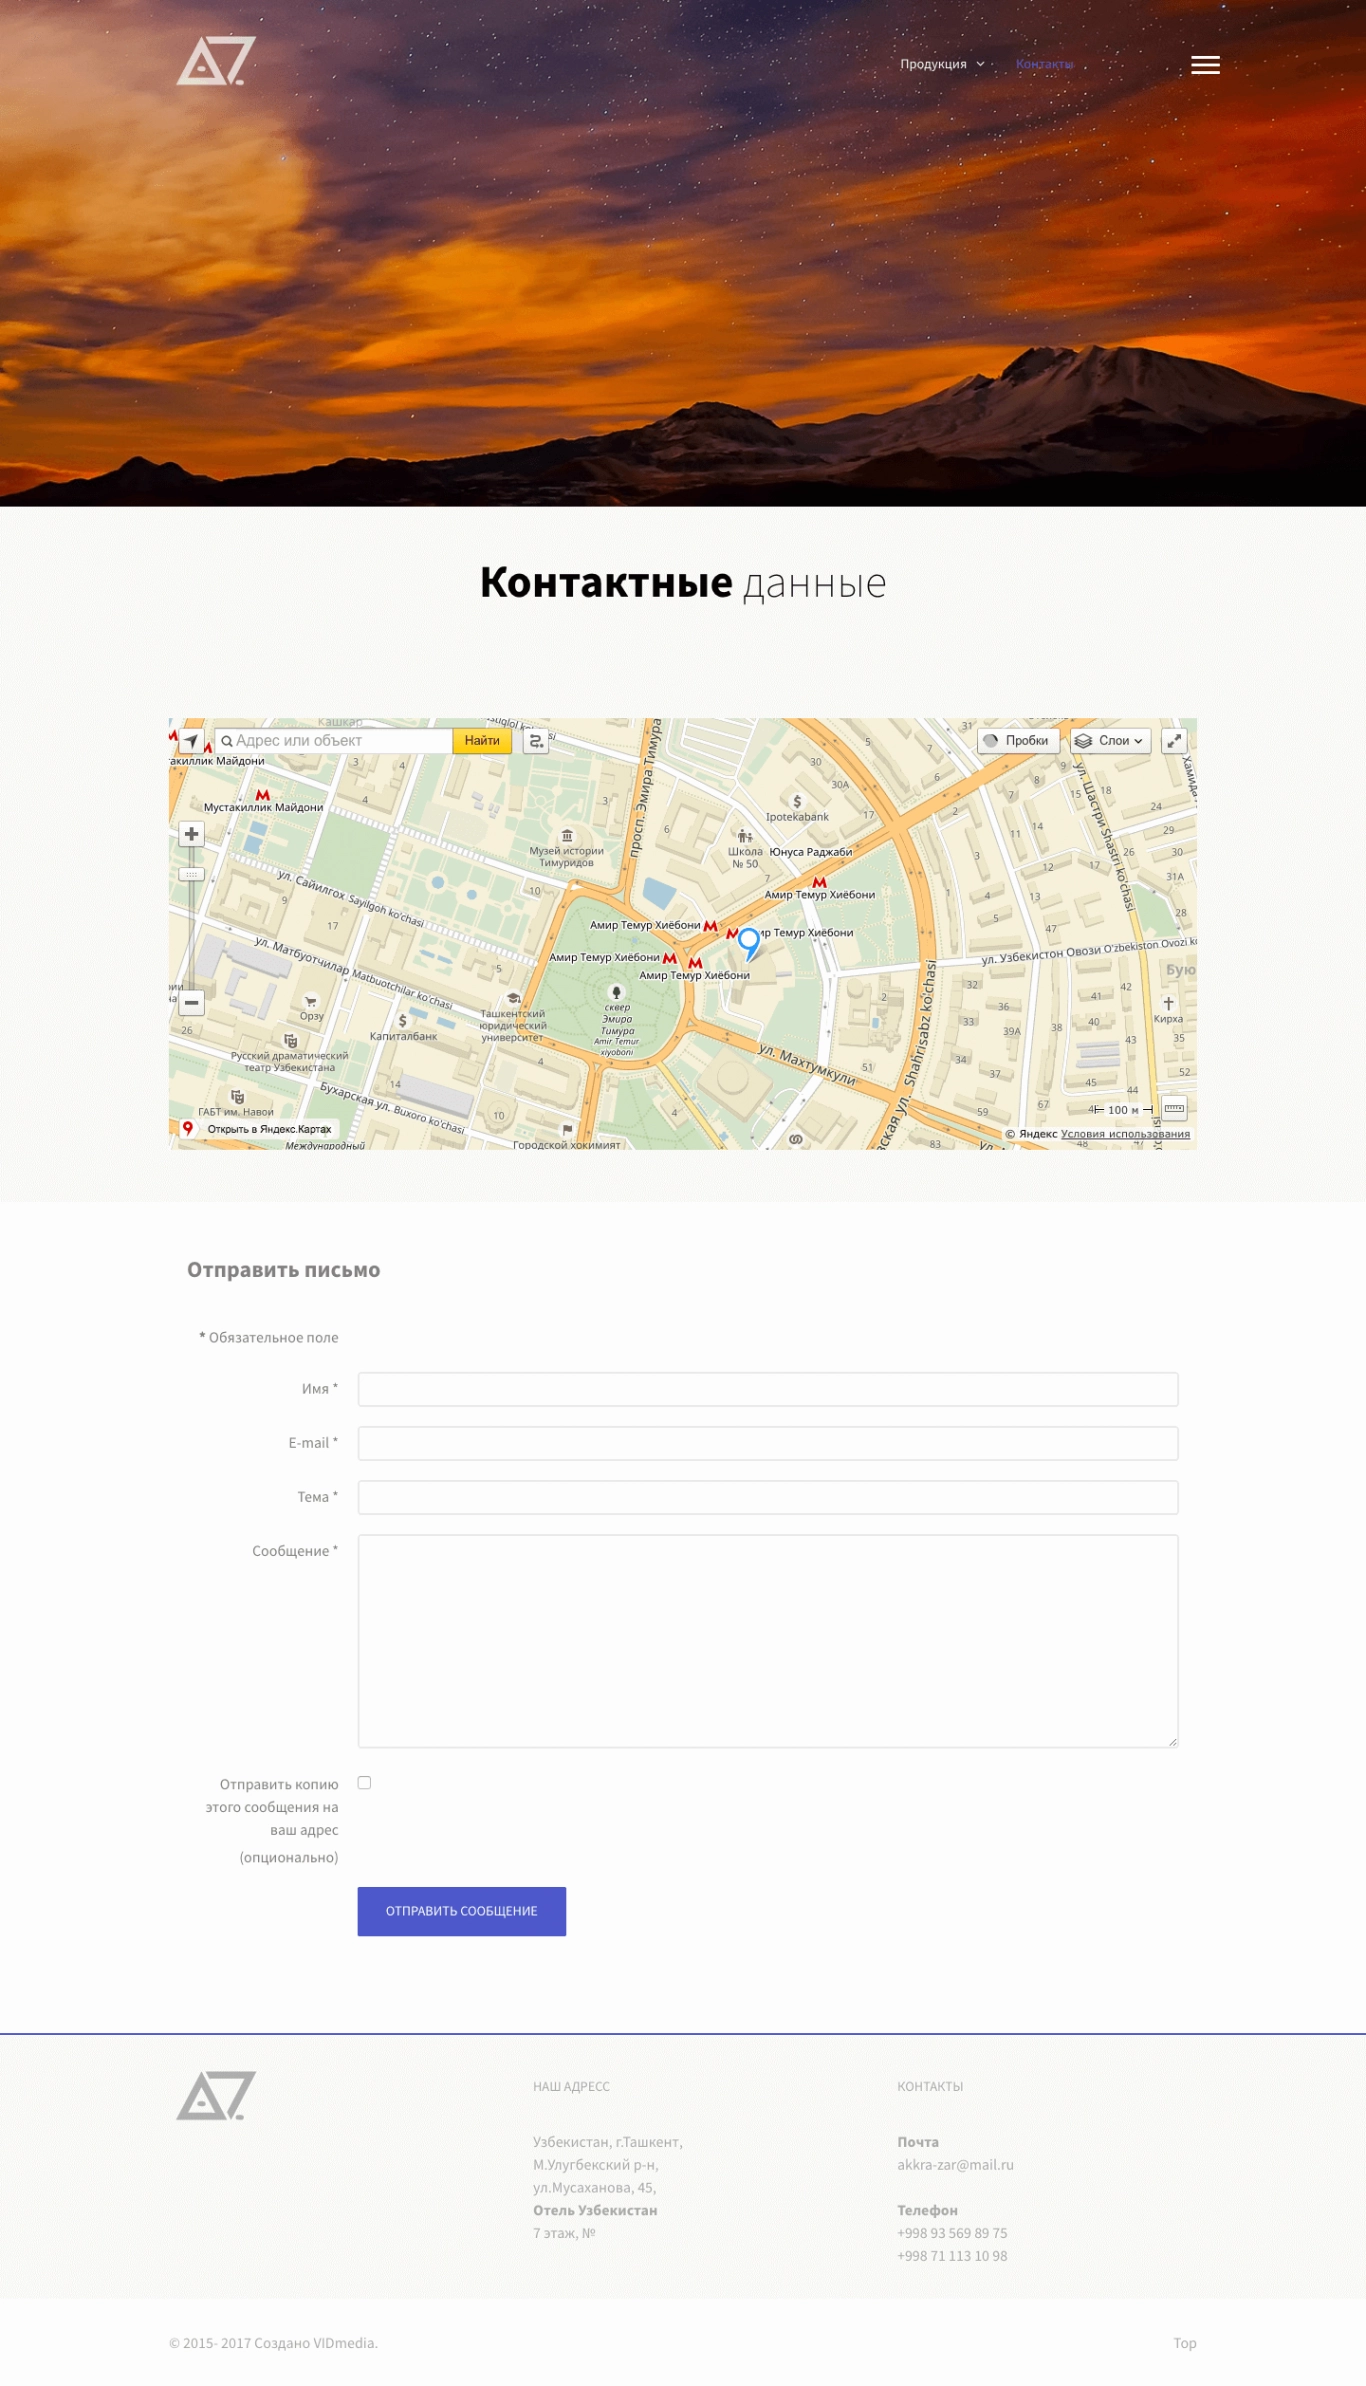 Продукция
Контакты
Контактные данные
Кашкар
Адрес или объект
Найти
Пробки
Слои
Мустакиллик Майдони
просп. Эмира Тимура
Ipotekabank
Музей истории
Тимуридов
Школа
№ 50
Юнуса Раджаби
ул. Шастри Shastri ko'chasi
ул. Сайилгох Sayilgoh ko'chasi
Амир Темур Хиёбони
Амир Темур Хиёбони
Амир Темур Хиёбони
Амир Темур Хиёбони
ул. Матбуотчилар Matbuotchilar ko'chasi
ул. Узбекистон Овози O'zbekiston Ovozi
Орзу
Капиталбанк
Ташкентский
юридический
университет
сквер
Эмира
Тимура
Amir Temur
xiyoboni
Кирха
Русский драматический
театр Узбекистана
ул. Махтумкули
Shahrisabz ko'chasi
ГАБТ им. Навои
Бухарская ул. Buxoro ko'chasi
Открыть в Яндекс.Картах
Международный
Городской хокимият
100 м
© Яндекс Условия использования
Отправить письмо
* Обязательное поле
Имя *
E-mail *
Тема *
Сообщение *
Отправить копию
этого сообщения на
ваш адрес
(опционально)
ОТПРАВИТЬ СООБЩЕНИЕ
НАШ АДРЕСС
Узбекистан, г.Ташкент,
М.Улугбекский р-н,
ул.Мусаханова, 45,
Отель Узбекистан
7 этаж, №
КОНТАКТЫ
Почта
akkra-zar@mail.ru
Телефон
+998 93 569 89 75
+998 71 113 10 98
© 2015- 2017 Создано VIDmedia.
Top